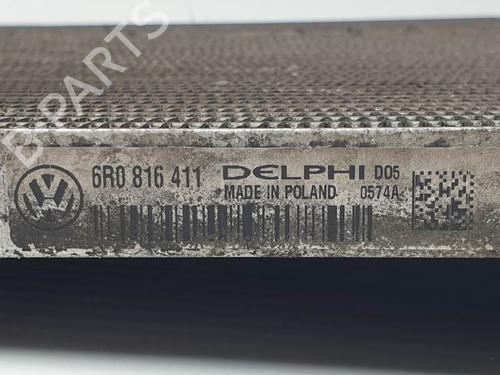 B-PARTS
6R0 816 411 DELPHI D05
MADE IN POLAND 0574A